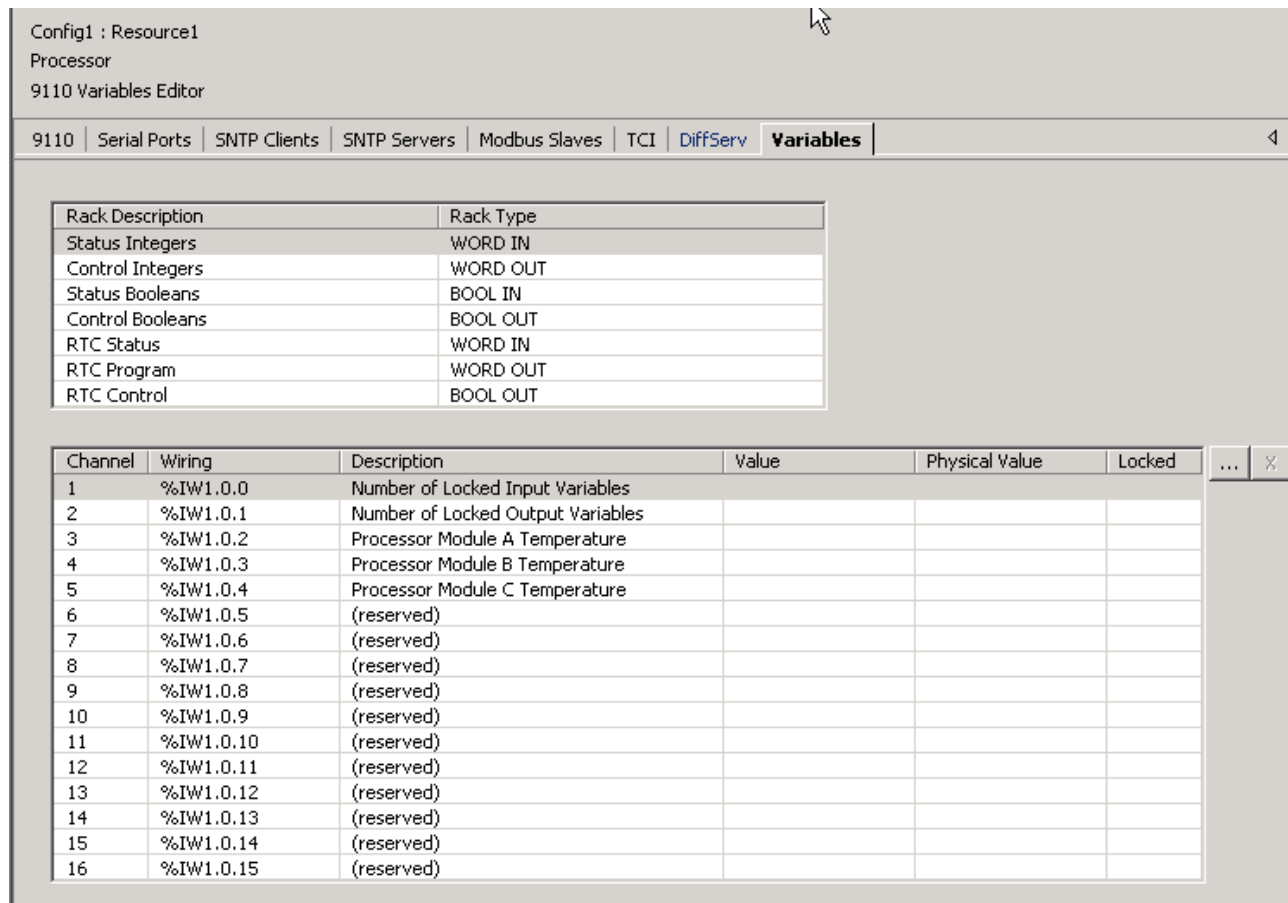 Config1 : Resource1
Processor
9110 Variables Editor
9110 Serial Ports SNTP Clients SNTP Servers Modbus Slaves TCI DiffServ Variables
Rack Description Rack Type
Status Integers WORD IN
Control Integers WORD OUT
Status Booleans BOOL IN
Control Booleans BOOL OUT
RTC Status WORD IN
RTC Program WORD OUT
RTC Control BOOL OUT
Channel Wiring Description Value Physical Value Locked ... X
1 %IW1.0.0 Number of Locked Input Variables
2 %IW1.0.1 Number of Locked Output Variables
3 %IW1.0.2 Processor Module A Temperature
4 %IW1.0.3 Processor Module B Temperature
5 %IW1.0.4 Processor Module C Temperature
6 %IW1.0.5 (reserved)
7 %IW1.0.6 (reserved)
8 %IW1.0.7 (reserved)
9 %IW1.0.8 (reserved)
10 %IW1.0.9 (reserved)
11 %IW1.0.10 (reserved)
12 %IW1.0.11 (reserved)
13 %IW1.0.12 (reserved)
14 %IW1.0.13 (reserved)
15 %IW1.0.14 (reserved)
16 %IW1.0.15 (reserved)